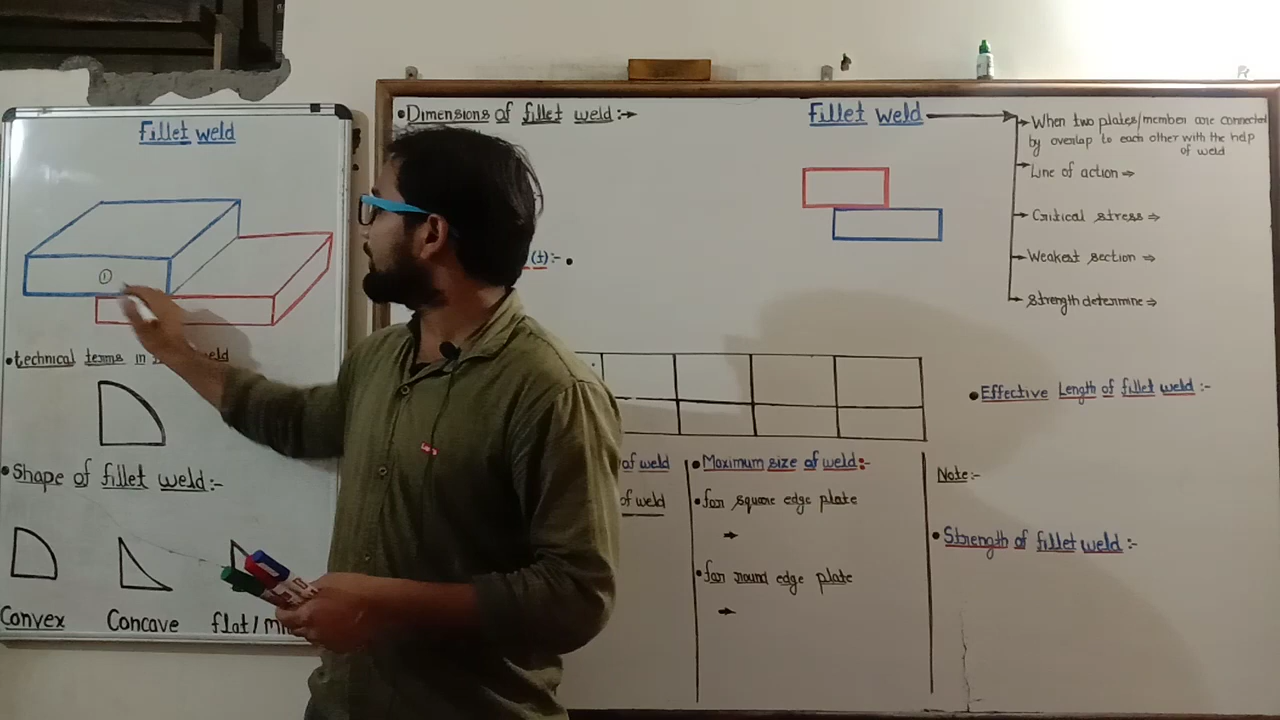 Fillet weld
①
•technical terms in
weld
•Shape of fillet weld:-
Convex
Concave
flat/
•Dimensions of fillet weld:→
(t):- •
of weld
of weld
•Maximum size of weld:-
•for square edge plate
→
•for round edge plate
→
Fillet weld →
→ When two plates/member are connected
by overlap to each other with the help
of weld
→ Line of action ⇒
→ Critical stress ⇒
→ Weakest section ⇒
→ Strength determine ⇒
•Effective Length of fillet weld :-
Note:-
•Strength of fillet weld :-